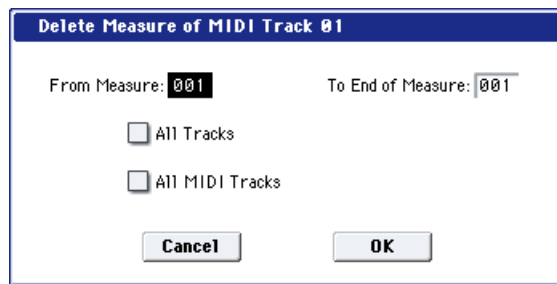 Delete Measure of MIDI Track 01
From Measure: 001 To End of Measure: 001
All Tracks
All MIDI Tracks
Cancel OK